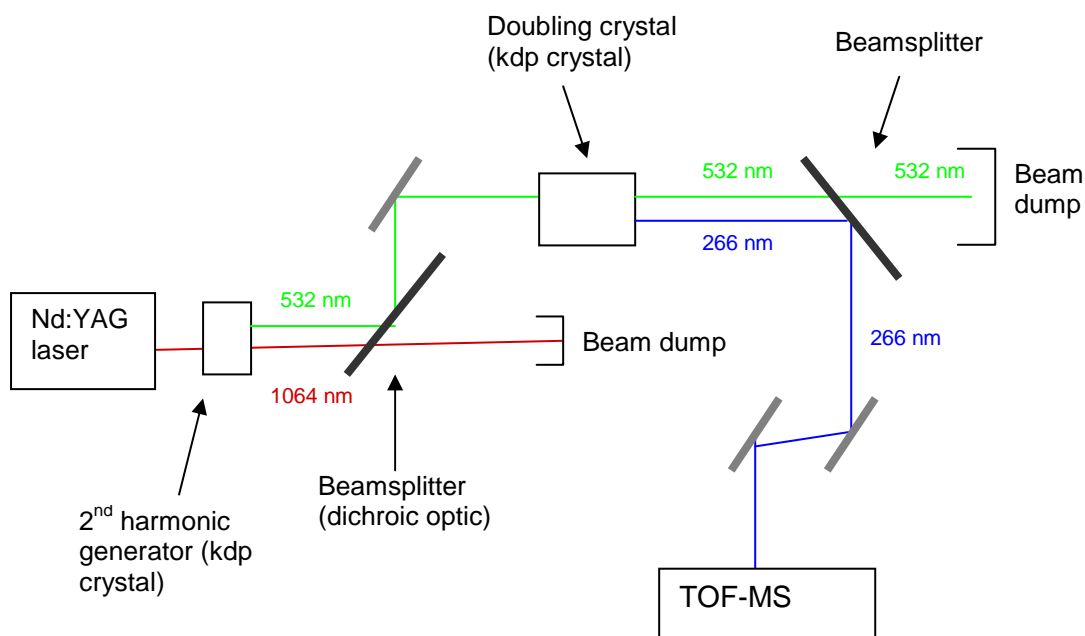 Doubling crystal
(kdp crystal)
Beamsplitter
532 nm
532 nm
Beam
dump
266 nm
Nd:YAG
laser
532 nm
1064 nm
Beam dump
266 nm
2nd harmonic
generator (kdp
crystal)
Beamsplitter
(dichroic optic)
TOF-MS